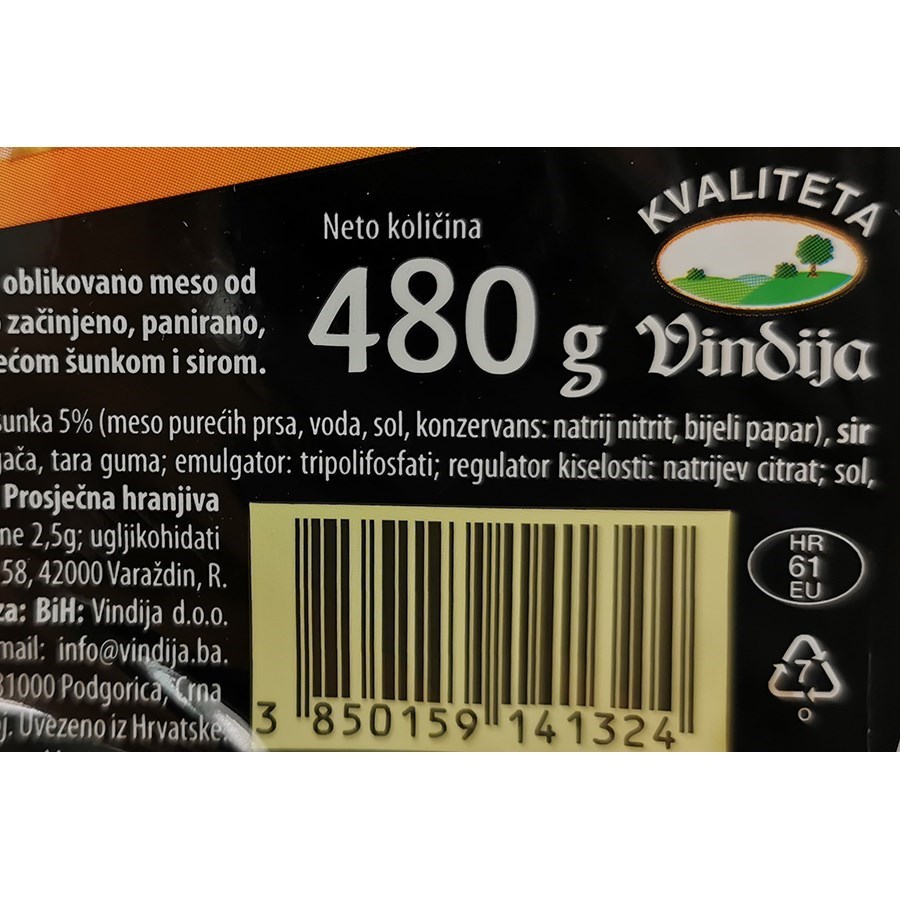 Neto količina
480 g
KVALITETA
Vindija
oblikovano meso od
začinjeno, panirano,
ećom šunkom i sirom.
unka 5% (meso purećih prsa, voda, sol, konzervans: natrij nitrit, bijeli papar), sir
ača, tara guma; emulgator: tripolifosfati; regulator kiselosti: natrijev citrat; sol,
Prosječna hranjiva
ne 2,5g; ugljikohidati
58, 42000 Varaždin, R.
za: BiH: Vindija d.o.o.
mail: info@vindija.ba.
81000 Podgorica, Crna
j. Uvezeno iz Hrvatske.
3 850159 141324
HR
61
EU
7
O